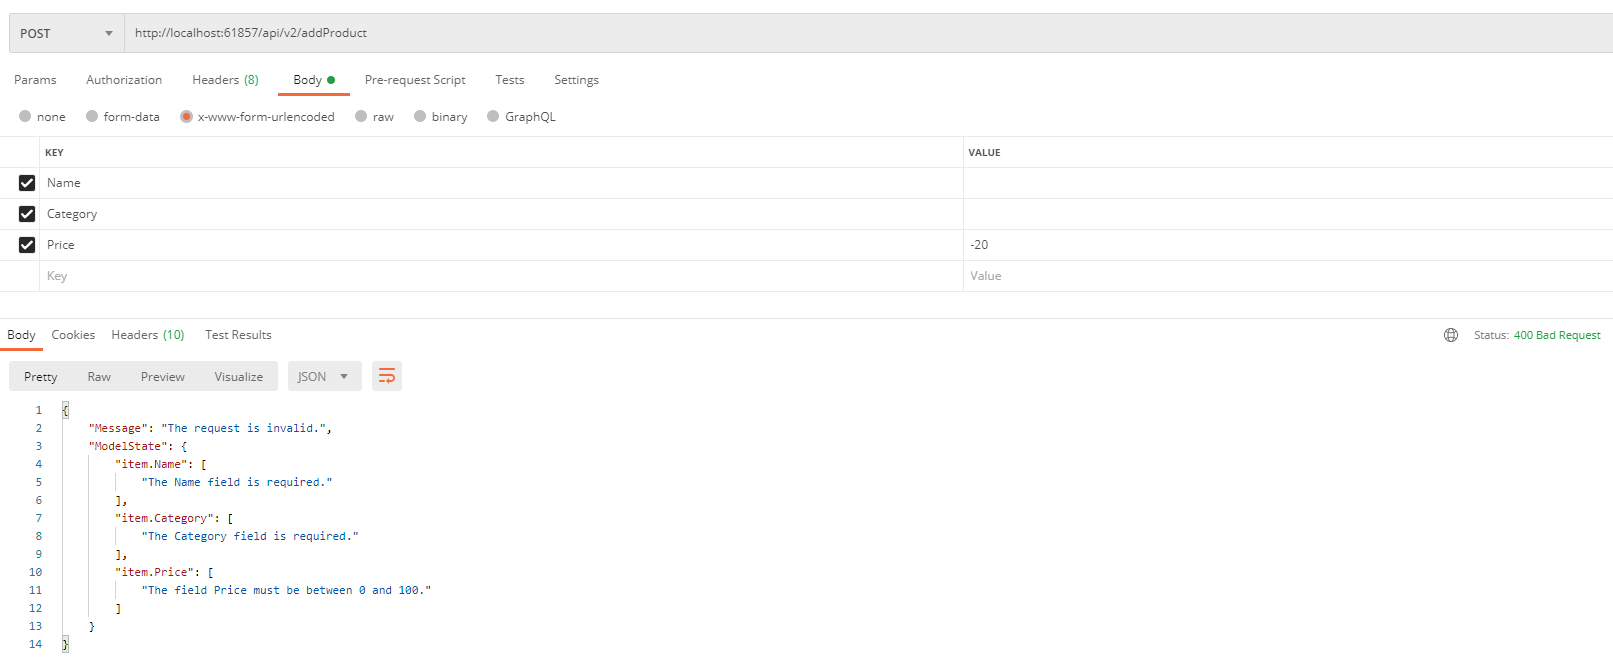 POST http://localhost:61857/api/v2/addProduct
Params Authorization Headers (8) Body Pre-request Script Tests Settings
none form-data x-www-form-urlencoded raw binary GraphQL
KEY VALUE
Name
Category
Price -20
Key Value
Body Cookies Headers (10) Test Results Status: 400 Bad Request
Pretty Raw Preview Visualize JSON
1 {
2 "Message": "The request is invalid.",
3 "ModelState": {
4 "item.Name": [
5 "The Name field is required."
6 ],
7 "item.Category": [
8 "The Category field is required."
9 ],
10 "item.Price": [
11 "The field Price must be between 0 and 100."
12 ]
13 }
14 }